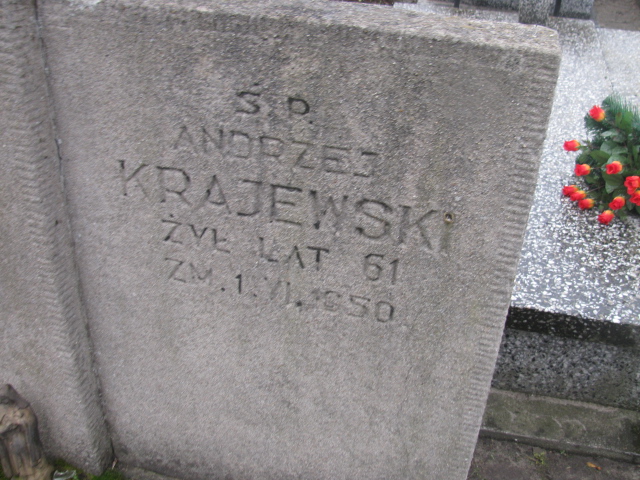 Ś.P.
ANDRZEJ
KRAJEWSKI
ŻYŁ LAT 61
ZM. 1.VI.1950.